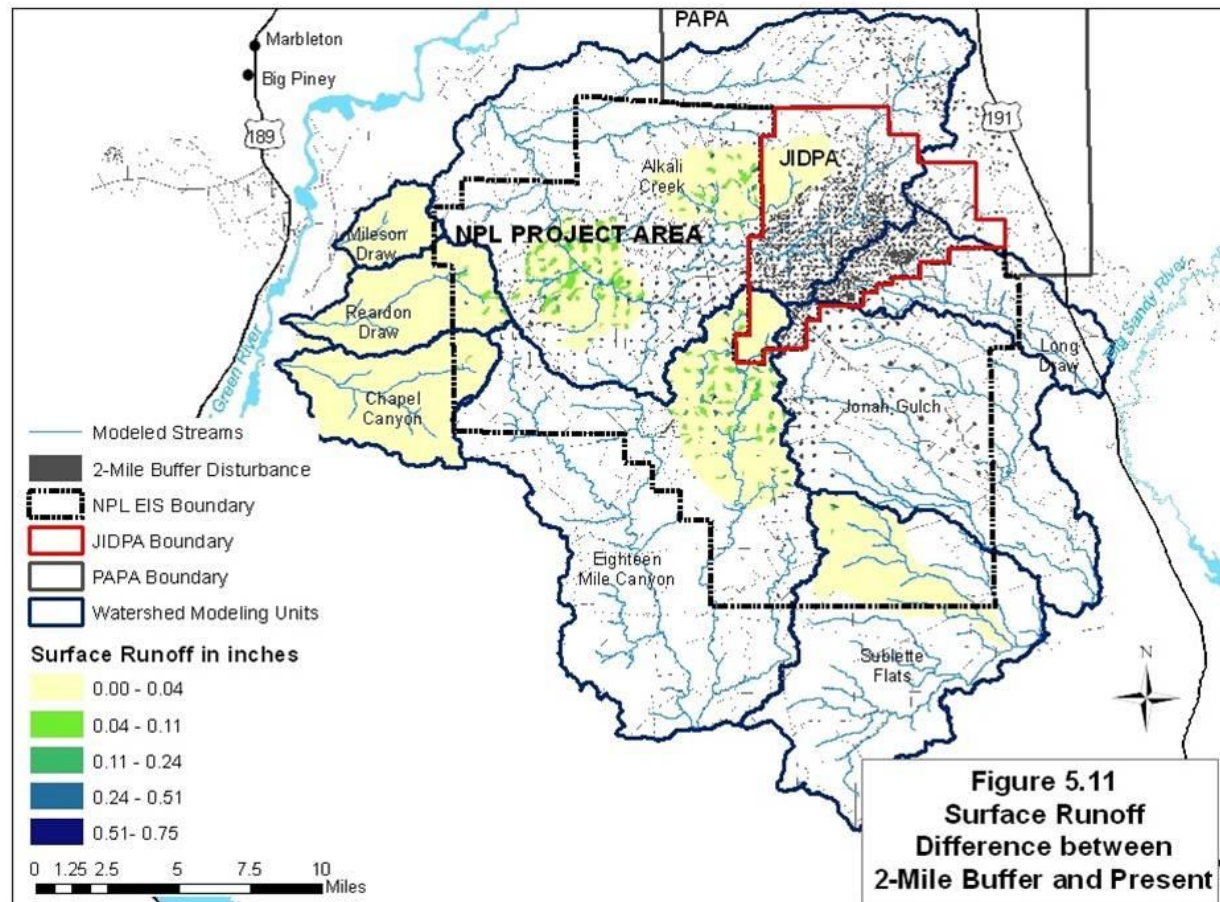 PAPA
Marbleton
Big Piney
189
191
Alkali
Creek
JIDPA
NPL PROJECT AREA
Mileson
Draw
Reardon
Draw
Chapel
Canyon
Green River
Big Sandy River
Long
Draw
Jonah Gulch
Eighteen
Mile Canyon
Sublette
Flats
N
Modeled Streams
2-Mile Buffer Disturbance
NPL EIS Boundary
JIDPA Boundary
PAPA Boundary
Watershed Modeling Units
Surface Runoff in inches
0.00 - 0.04
0.04 - 0.11
0.11 - 0.24
0.24 - 0.51
0.51- 0.75
0 1.25 2.5 5 7.5 10
Miles
Figure 5.11
Surface Runoff
Difference between
2-Mile Buffer and Present